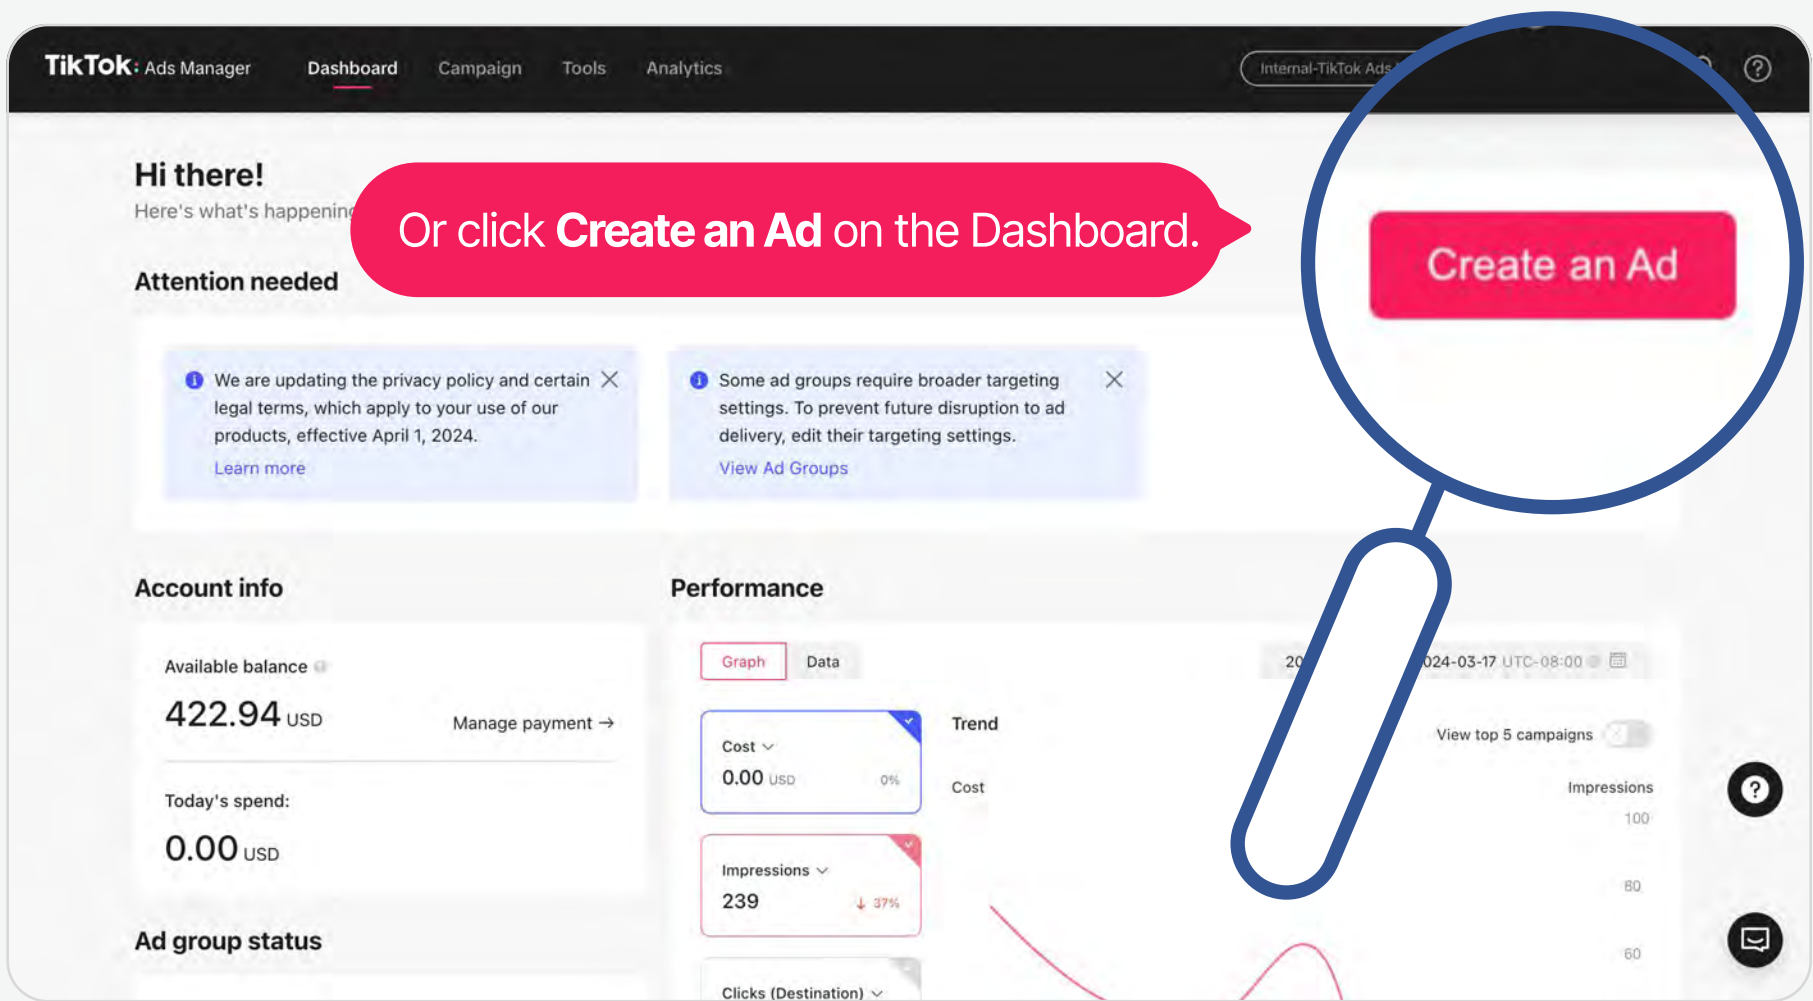 TikTok: Ads Manager Dashboard Campaign Tools Analytics Internal-TikTok Ads
Hi there!
Here's what's happening
Or click Create an Ad on the Dashboard.
Create an Ad
Attention needed
We are updating the privacy policy and certain
legal terms, which apply to your use of our
products, effective April 1, 2024.
Learn more
Some ad groups require broader targeting
settings. To prevent future disruption to ad
delivery, edit their targeting settings.
View Ad Groups
Account info
Available balance
422.94 USD
Manage payment →
Today's spend:
0.00 USD
Ad group status
Performance
Graph Data
20 024-03-17 UTC-08:00
Cost
0.00 USD 0%
Impressions
239 ↓ 37%
Clicks (Destination)
Trend
View top 5 campaigns
Cost Impressions
100
80
60